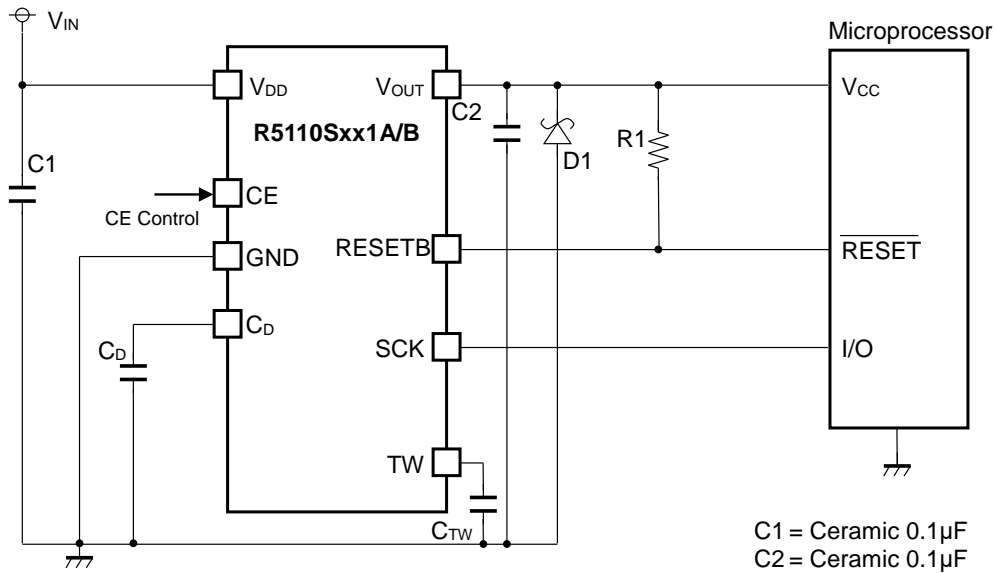 VIN
Microprocessor
VDD
VOUT
C2
VCC
R5110Sxx1A/B
C1
D1
R1
CE
CE Control
GND
RESETB
RESET
CD
CD
SCK
I/O
TW
CTW
C1 = Ceramic 0.1μF
C2 = Ceramic 0.1μF